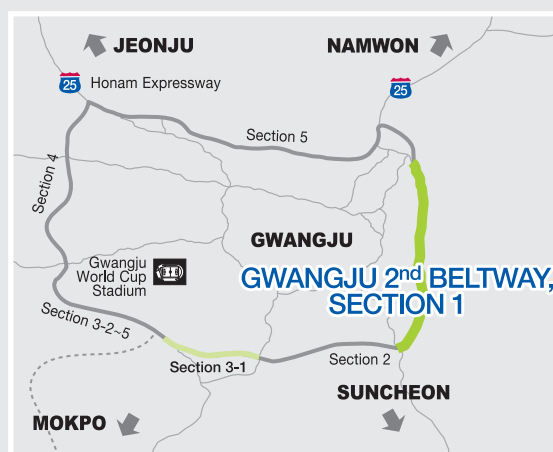 JEONJU
NAMWON
25
Honam Expressway
25
Section 5
Section 4
GWANGJU
Gwangju
World Cup
Stadium
GWANGJU 2nd BELTWAY,
SECTION 1
Section 3-2~5
Section 3-1
Section 2
SUNCHEON
MOKPO